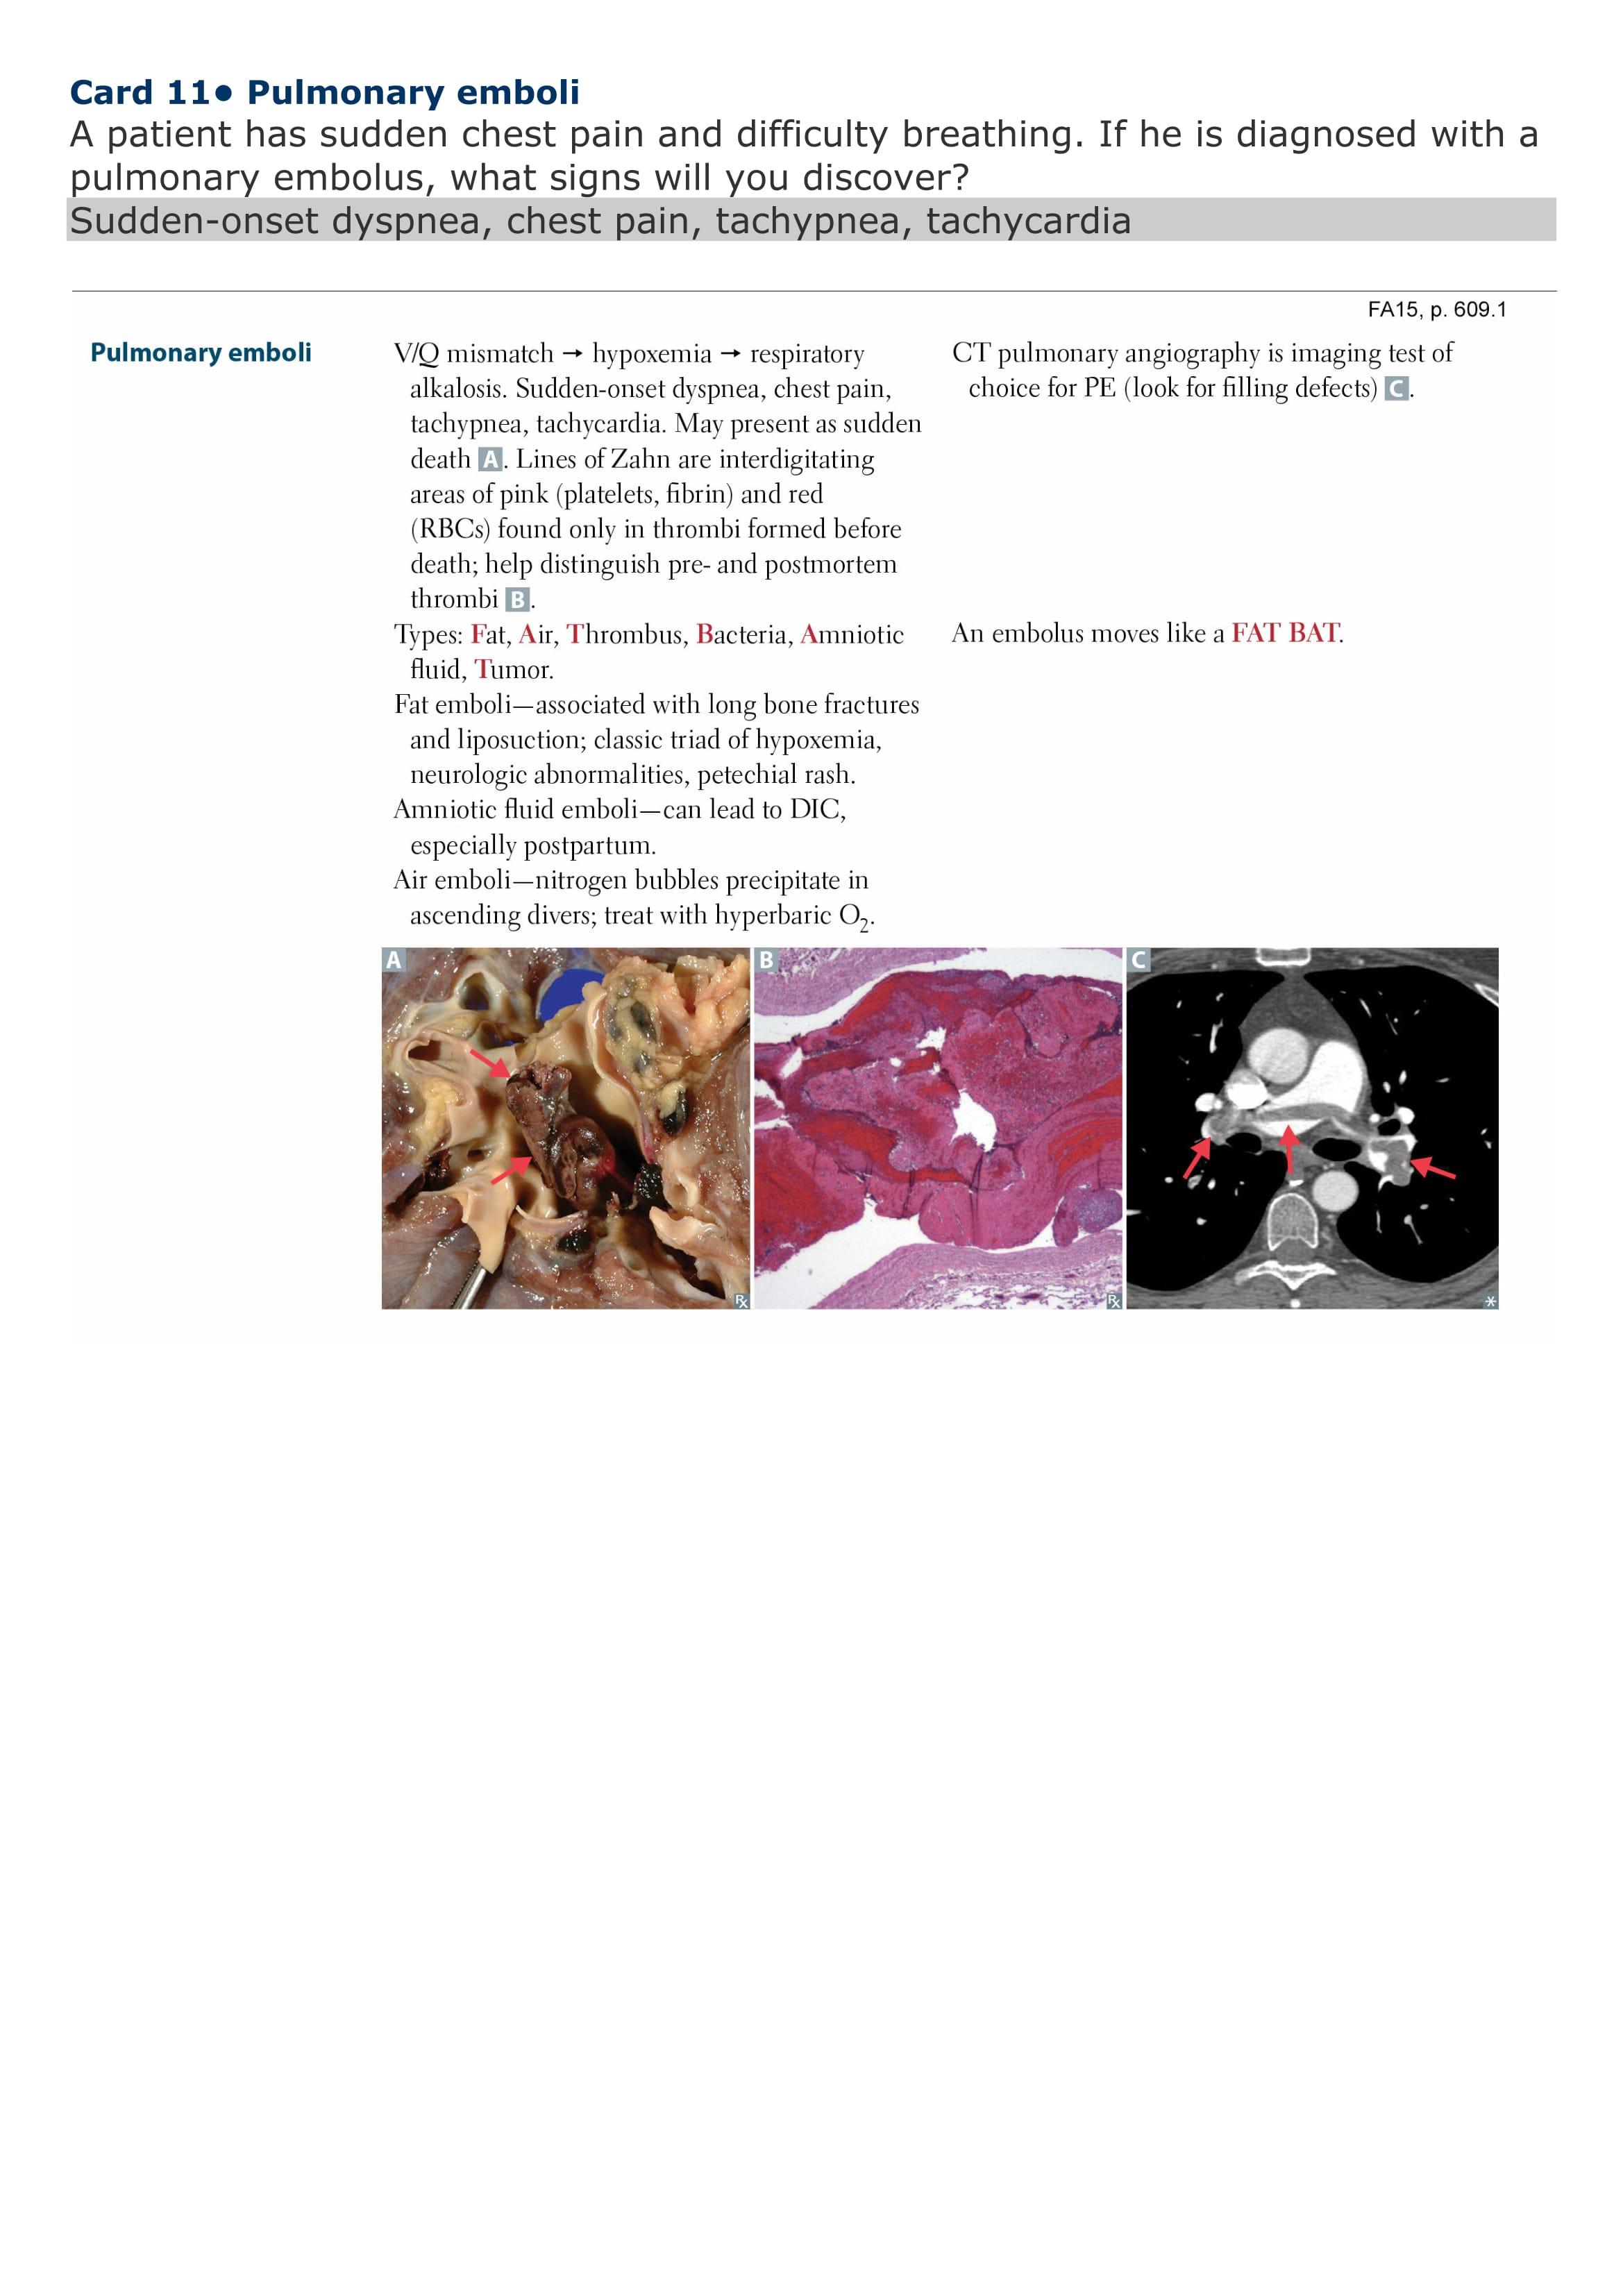 Card 11• Pulmonary emboli
A patient has sudden chest pain and difficulty breathing. If he is diagnosed with a
pulmonary embolus, what signs will you discover?
Sudden-onset dyspnea, chest pain, tachypnea, tachycardia
FA15, p. 609.1
Pulmonary emboli
V/Q mismatch → hypoxemia → respiratory
alkalosis. Sudden-onset dyspnea, chest pain,
tachypnea, tachycardia. May present as sudden
death A. Lines of Zahn are interdigitating
areas of pink (platelets, fibrin) and red
(RBCs) found only in thrombi formed before
death; help distinguish pre- and postmortem
thrombi B.
Types: Fat, Air, Thrombus, Bacteria, Amniotic
fluid, Tumor.
Fat emboli—associated with long bone fractures
and liposuction; classic triad of hypoxemia,
neurologic abnormalities, petechial rash.
Amniotic fluid emboli—can lead to DIC,
especially postpartum.
Air emboli—nitrogen bubbles precipitate in
ascending divers; treat with hyperbaric O₂.
CT pulmonary angiography is imaging test of
choice for PE (look for filling defects) C.
An embolus moves like a FAT BAT.
A
B
C
℞
℞
*